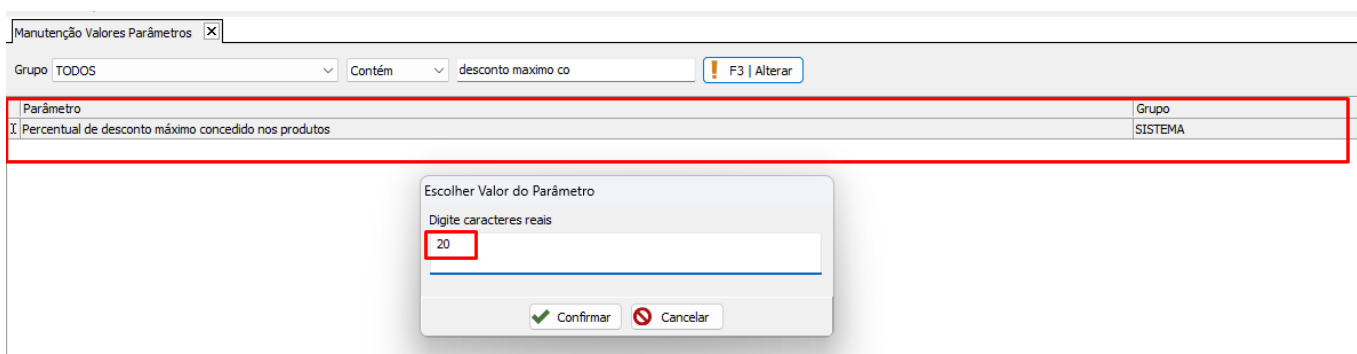 Manutenção Valores Parâmetros X
Grupo TODOS Contém desconto maximo co F3 | Alterar
Parâmetro Grupo
Percentual de desconto máximo concedido nos produtos SISTEMA
Escolher Valor do Parâmetro
Digite caracteres reais
20
Confirmar Cancelar